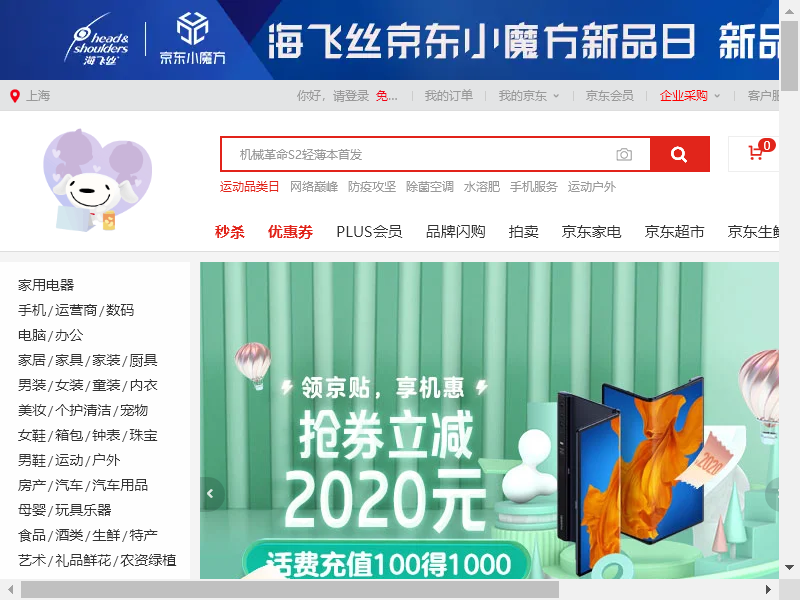 head&
shoulders
海飞丝
京东小魔方
海飞丝京东小魔方新品日 新品
上海
你好，请登录 免...
我的订单
我的京东
京东会员
企业采购
客户服
机械革命S2轻薄本首发
0
运动品类日 网络巅峰 防疫攻坚 除菌空调 水溶肥 手机服务 运动户外
秒杀 优惠券 PLUS会员 品牌闪购 拍卖 京东家电 京东超市 京东生鲜
家用电器
手机/运营商/数码
电脑/办公
家居/家具/家装/厨具
男装/女装/童装/内衣
美妆/个护清洁/宠物
女鞋/箱包/钟表/珠宝
男鞋/运动/户外
房产/汽车/汽车用品
母婴/玩具乐器
食品/酒类/生鲜/特产
艺术/礼品鲜花/农资绿植
领京贴，享机惠
抢券立减
2020元
2020
话费充值100得1000